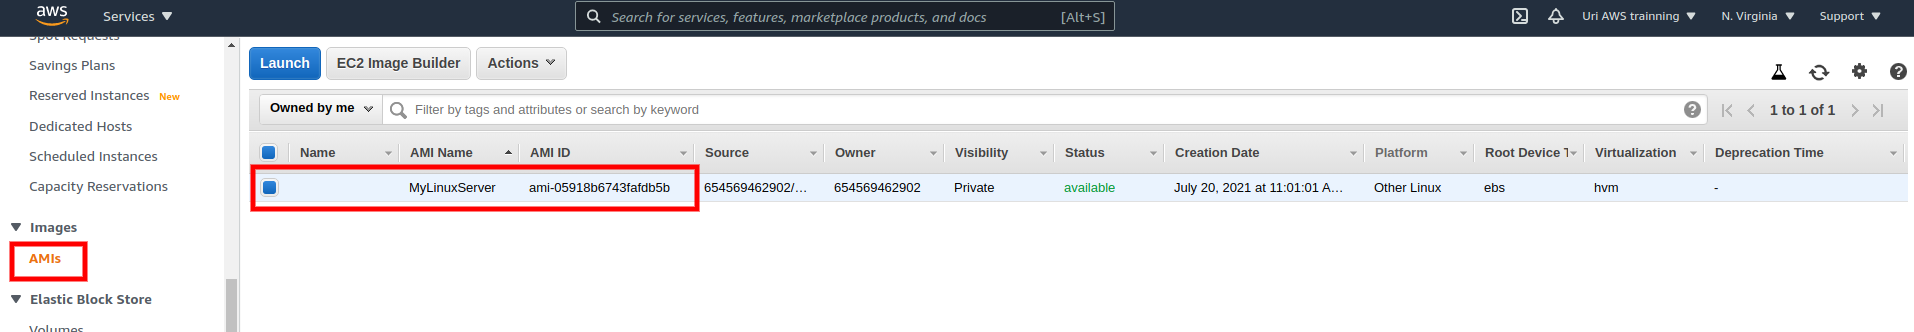 aws Services Search for services, features, marketplace products, and docs [Alt+S] Uri AWS trainning N. Virginia Support
Spot Requests
Savings Plans
Reserved Instances New
Dedicated Hosts
Scheduled Instances
Capacity Reservations
Images
AMIs
Elastic Block Store
Volumes
Launch EC2 Image Builder Actions
Owned by me Filter by tags and attributes or search by keyword 1 to 1 of 1
Name AMI Name AMI ID Source Owner Visibility Status Creation Date Platform Root Device T Virtualization Deprecation Time
MyLinuxServer ami-05918b6743fafdb5b 654569462902/... 654569462902 Private available July 20, 2021 at 11:01:01 A... Other Linux ebs hvm -